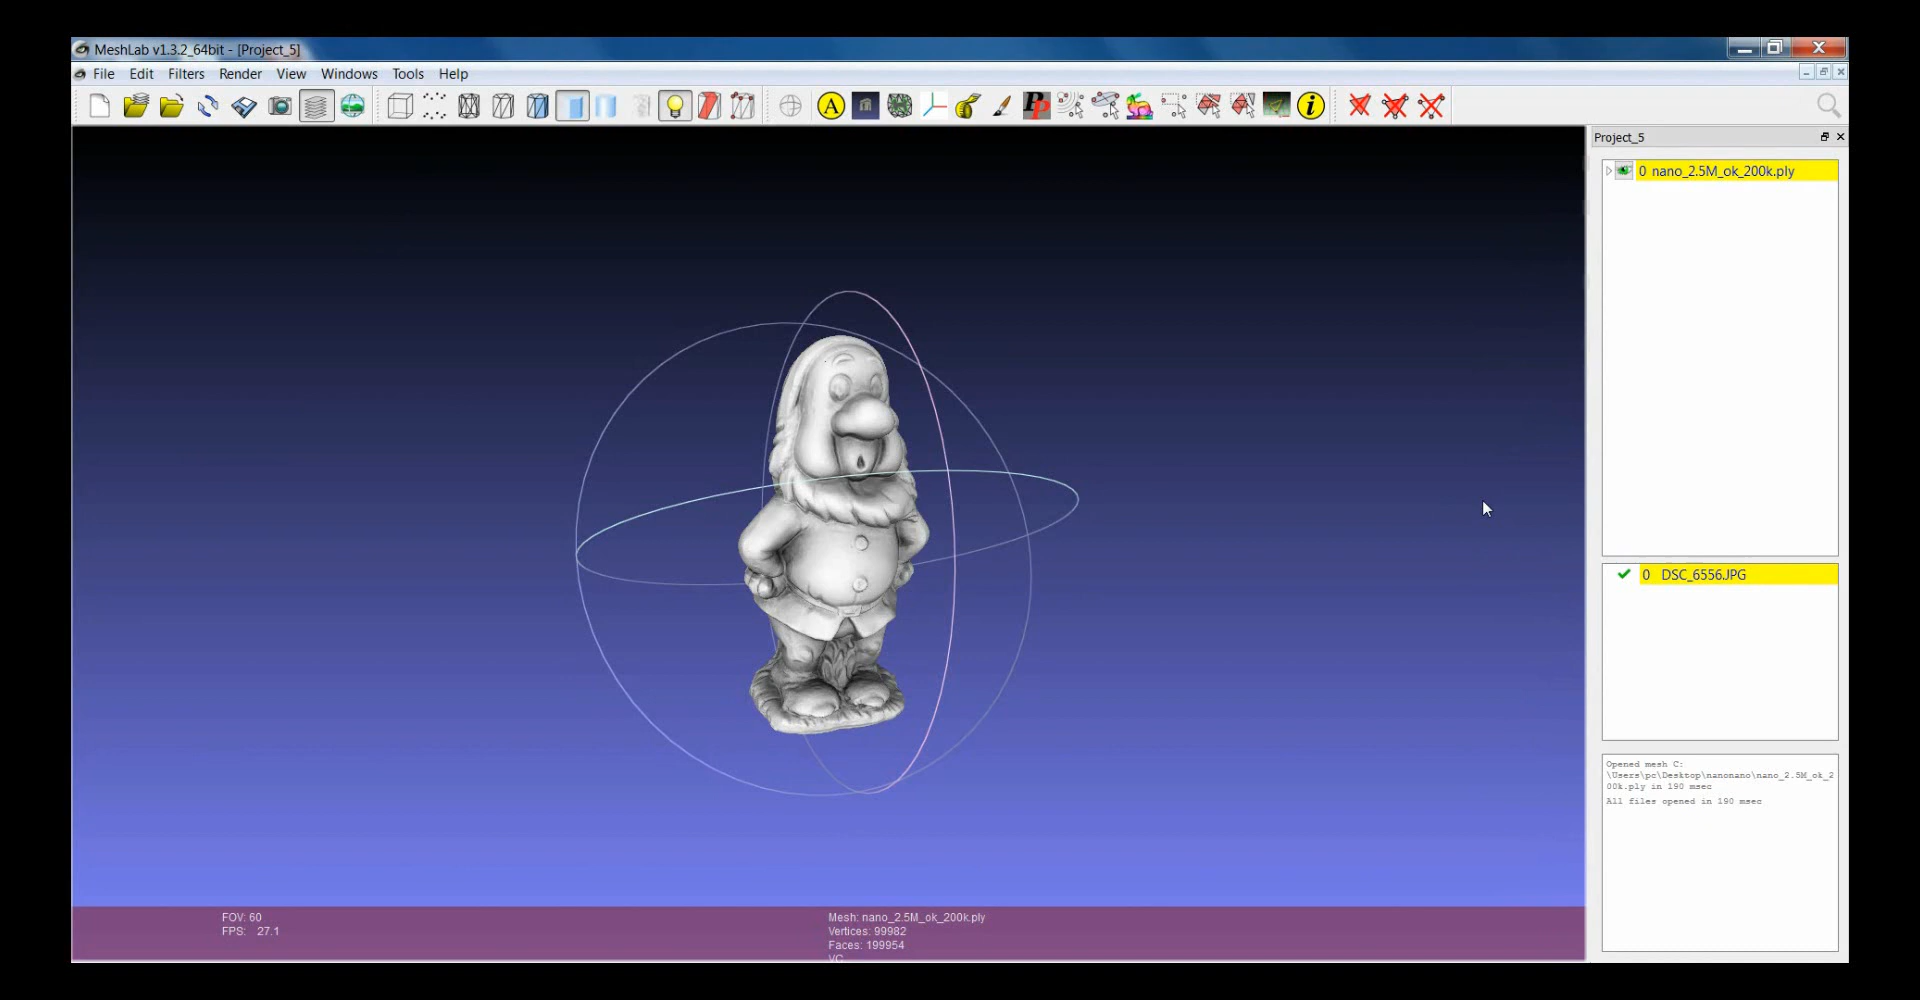 MeshLab v1.3.2_64bit - [Project_5]
File Edit Filters Render View Windows Tools Help
A
Pp
i
Project_5
0 nano_2.5M_ok_200k.ply
0 DSC_6556.JPG
Opened mesh C:
\Users\pc\Desktop\nanonano\nano_2.5M_ok_2
00k.ply in 190 msec
All files opened in 190 msec
FOV: 60
FPS: 27.1
Mesh: nano_2.5M_ok_200k.ply
Vertices: 99982
Faces: 199954
VC